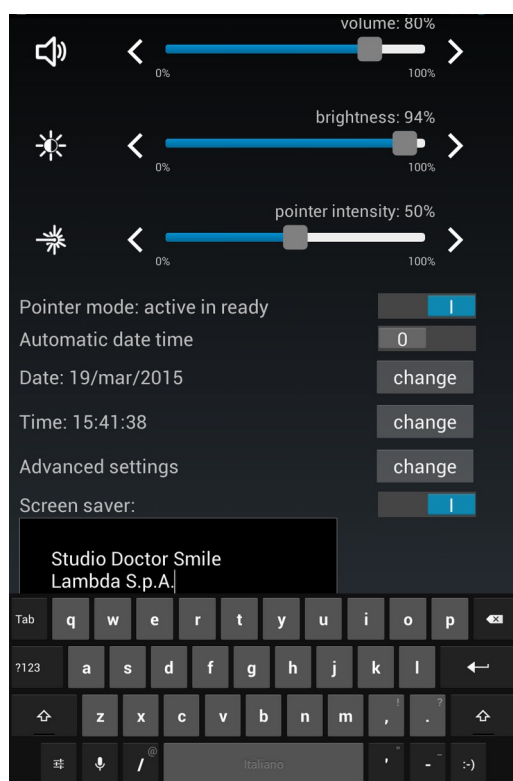 volume: 80%
0% 100%
brightness: 94%
0% 100%
pointer intensity: 50%
0% 100%
Pointer mode: active in ready I
Automatic date time 0
Date: 19/mar/2015 change
Time: 15:41:38 change
Advanced settings change
Screen saver: I
Studio Doctor Smile
Lambda S.p.A.
Tab q w e r t y u i o p
?123 a s d f g h j k l
z x c v b n m , ! . ?
/ @ Italiano ' " - _ :-)